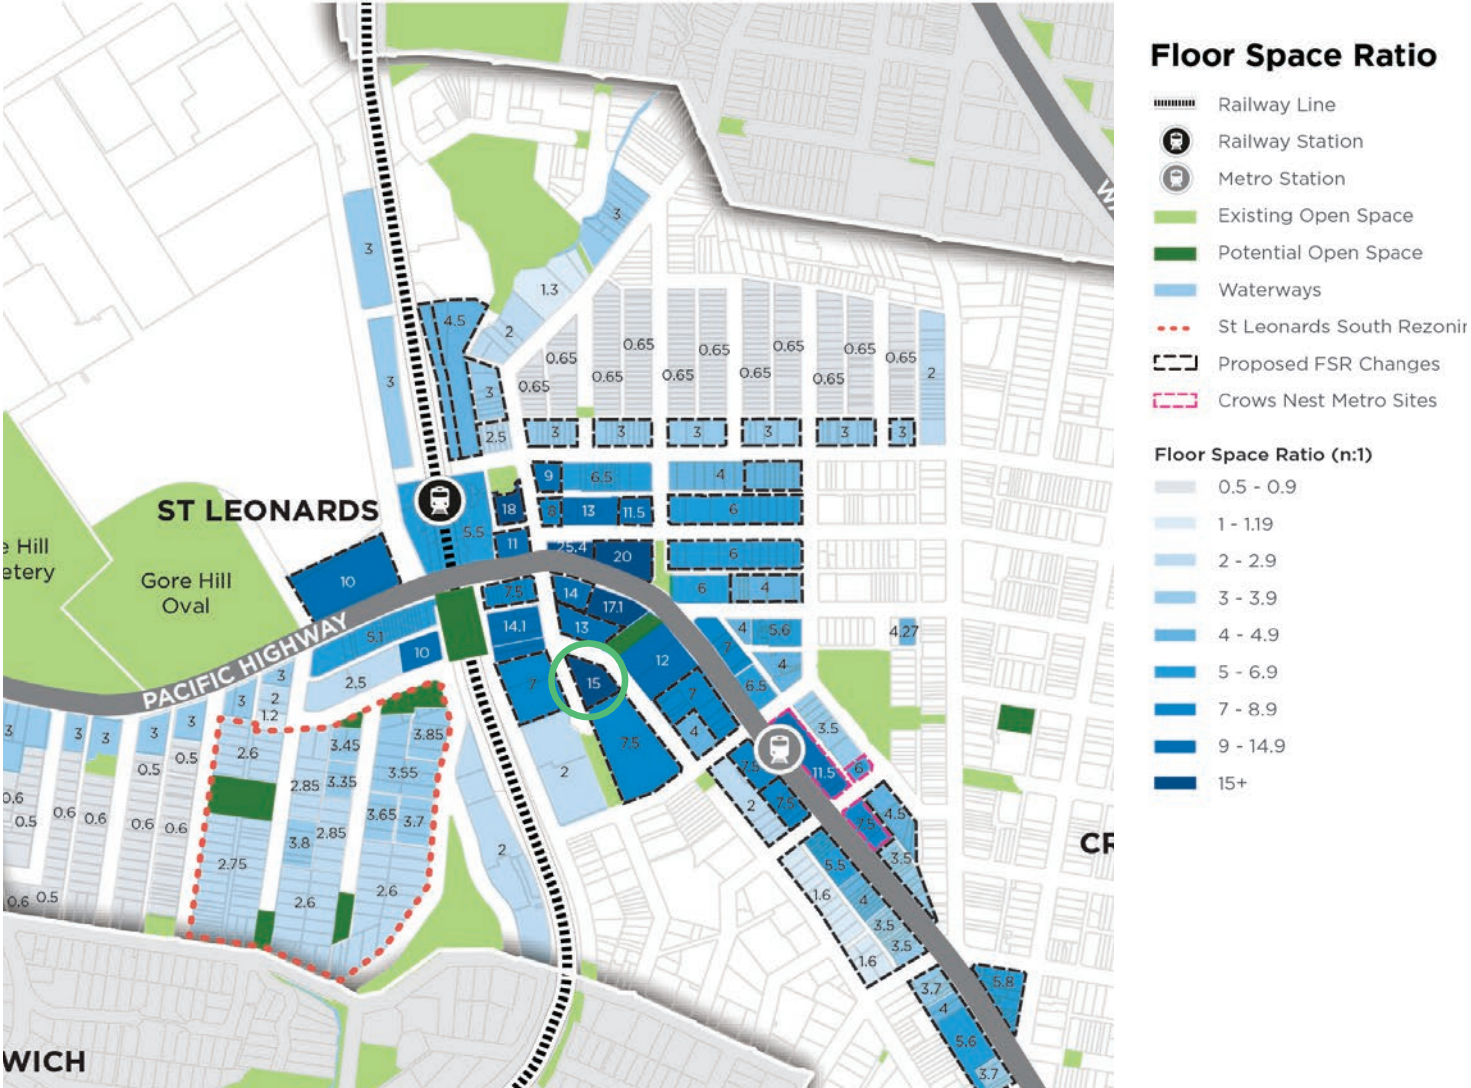 Floor Space Ratio
Railway Line
Railway Station
Metro Station
Existing Open Space
Potential Open Space
Waterways
St Leonards South Rezonin
Proposed FSR Changes
Crows Nest Metro Sites
Floor Space Ratio (n:1)
0.5 - 0.9
1 - 1.19
2 - 2.9
3 - 3.9
4 - 4.9
5 - 6.9
7 - 8.9
9 - 14.9
15+
WA
3
3
1.3
4.5
2
0.65 0.65 0.65 0.65 0.65 0.65
0.65 0.65 0.65 0.65 0.65
2
3
3
2.5
3 3 3 3 3 3
9 6.5 4
ST LEONARDS
18 8 13 11.5 6
5.5 11 25.4 20 6
e Hill
etery
Gore Hill
Oval
10
7.5 14 17.1 6 4
PACIFIC HIGHWAY
5.1 14.1 13 4 5.6 4.27
10 12 7 4
2.5 7 15 7 6.5
3 3 2 1.2
3 3 3 3 3
3.5
2.6 3.45 3.85 4
0.5 0.5
2.85 3.35 3.55 2 7.5 7.5 11.5 6
0.6 0.5 0.6 0.6 0.6 0.6
3.65 3.7 2 7.5 7.5 4.5
3.8 2.85
CR
2.75 2 5.5 3.5
2.6 2.6 1.6 4
0.6 0.5
3.5
3.5
1.6
3.7 5.8
4
5.6
3.7
WICH